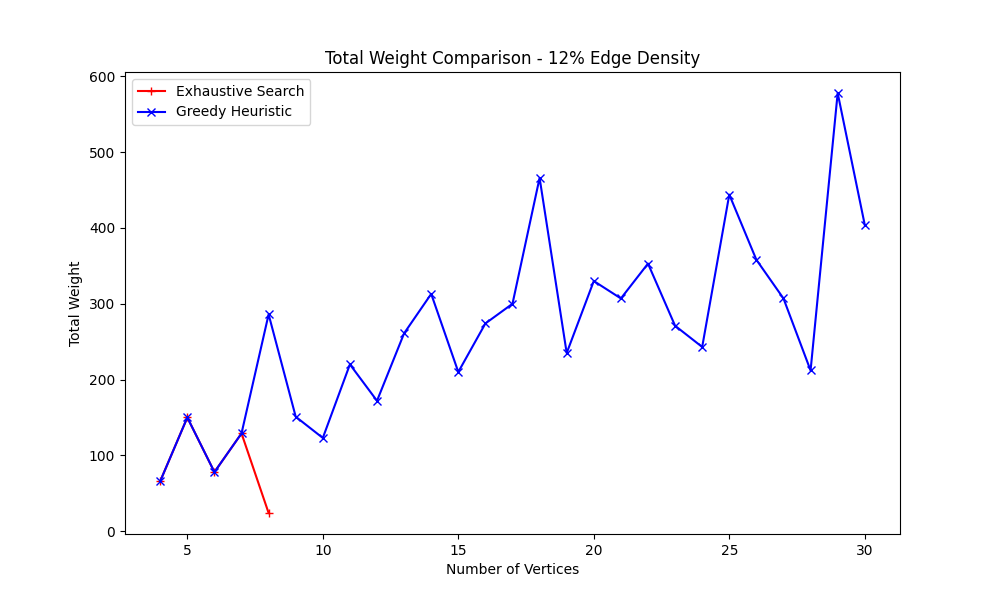 Total Weight Comparison - 12% Edge Density
Exhaustive Search
Greedy Heuristic
600
500
400
300
200
100
0
Total Weight
5 10 15 20 25 30
Number of Vertices